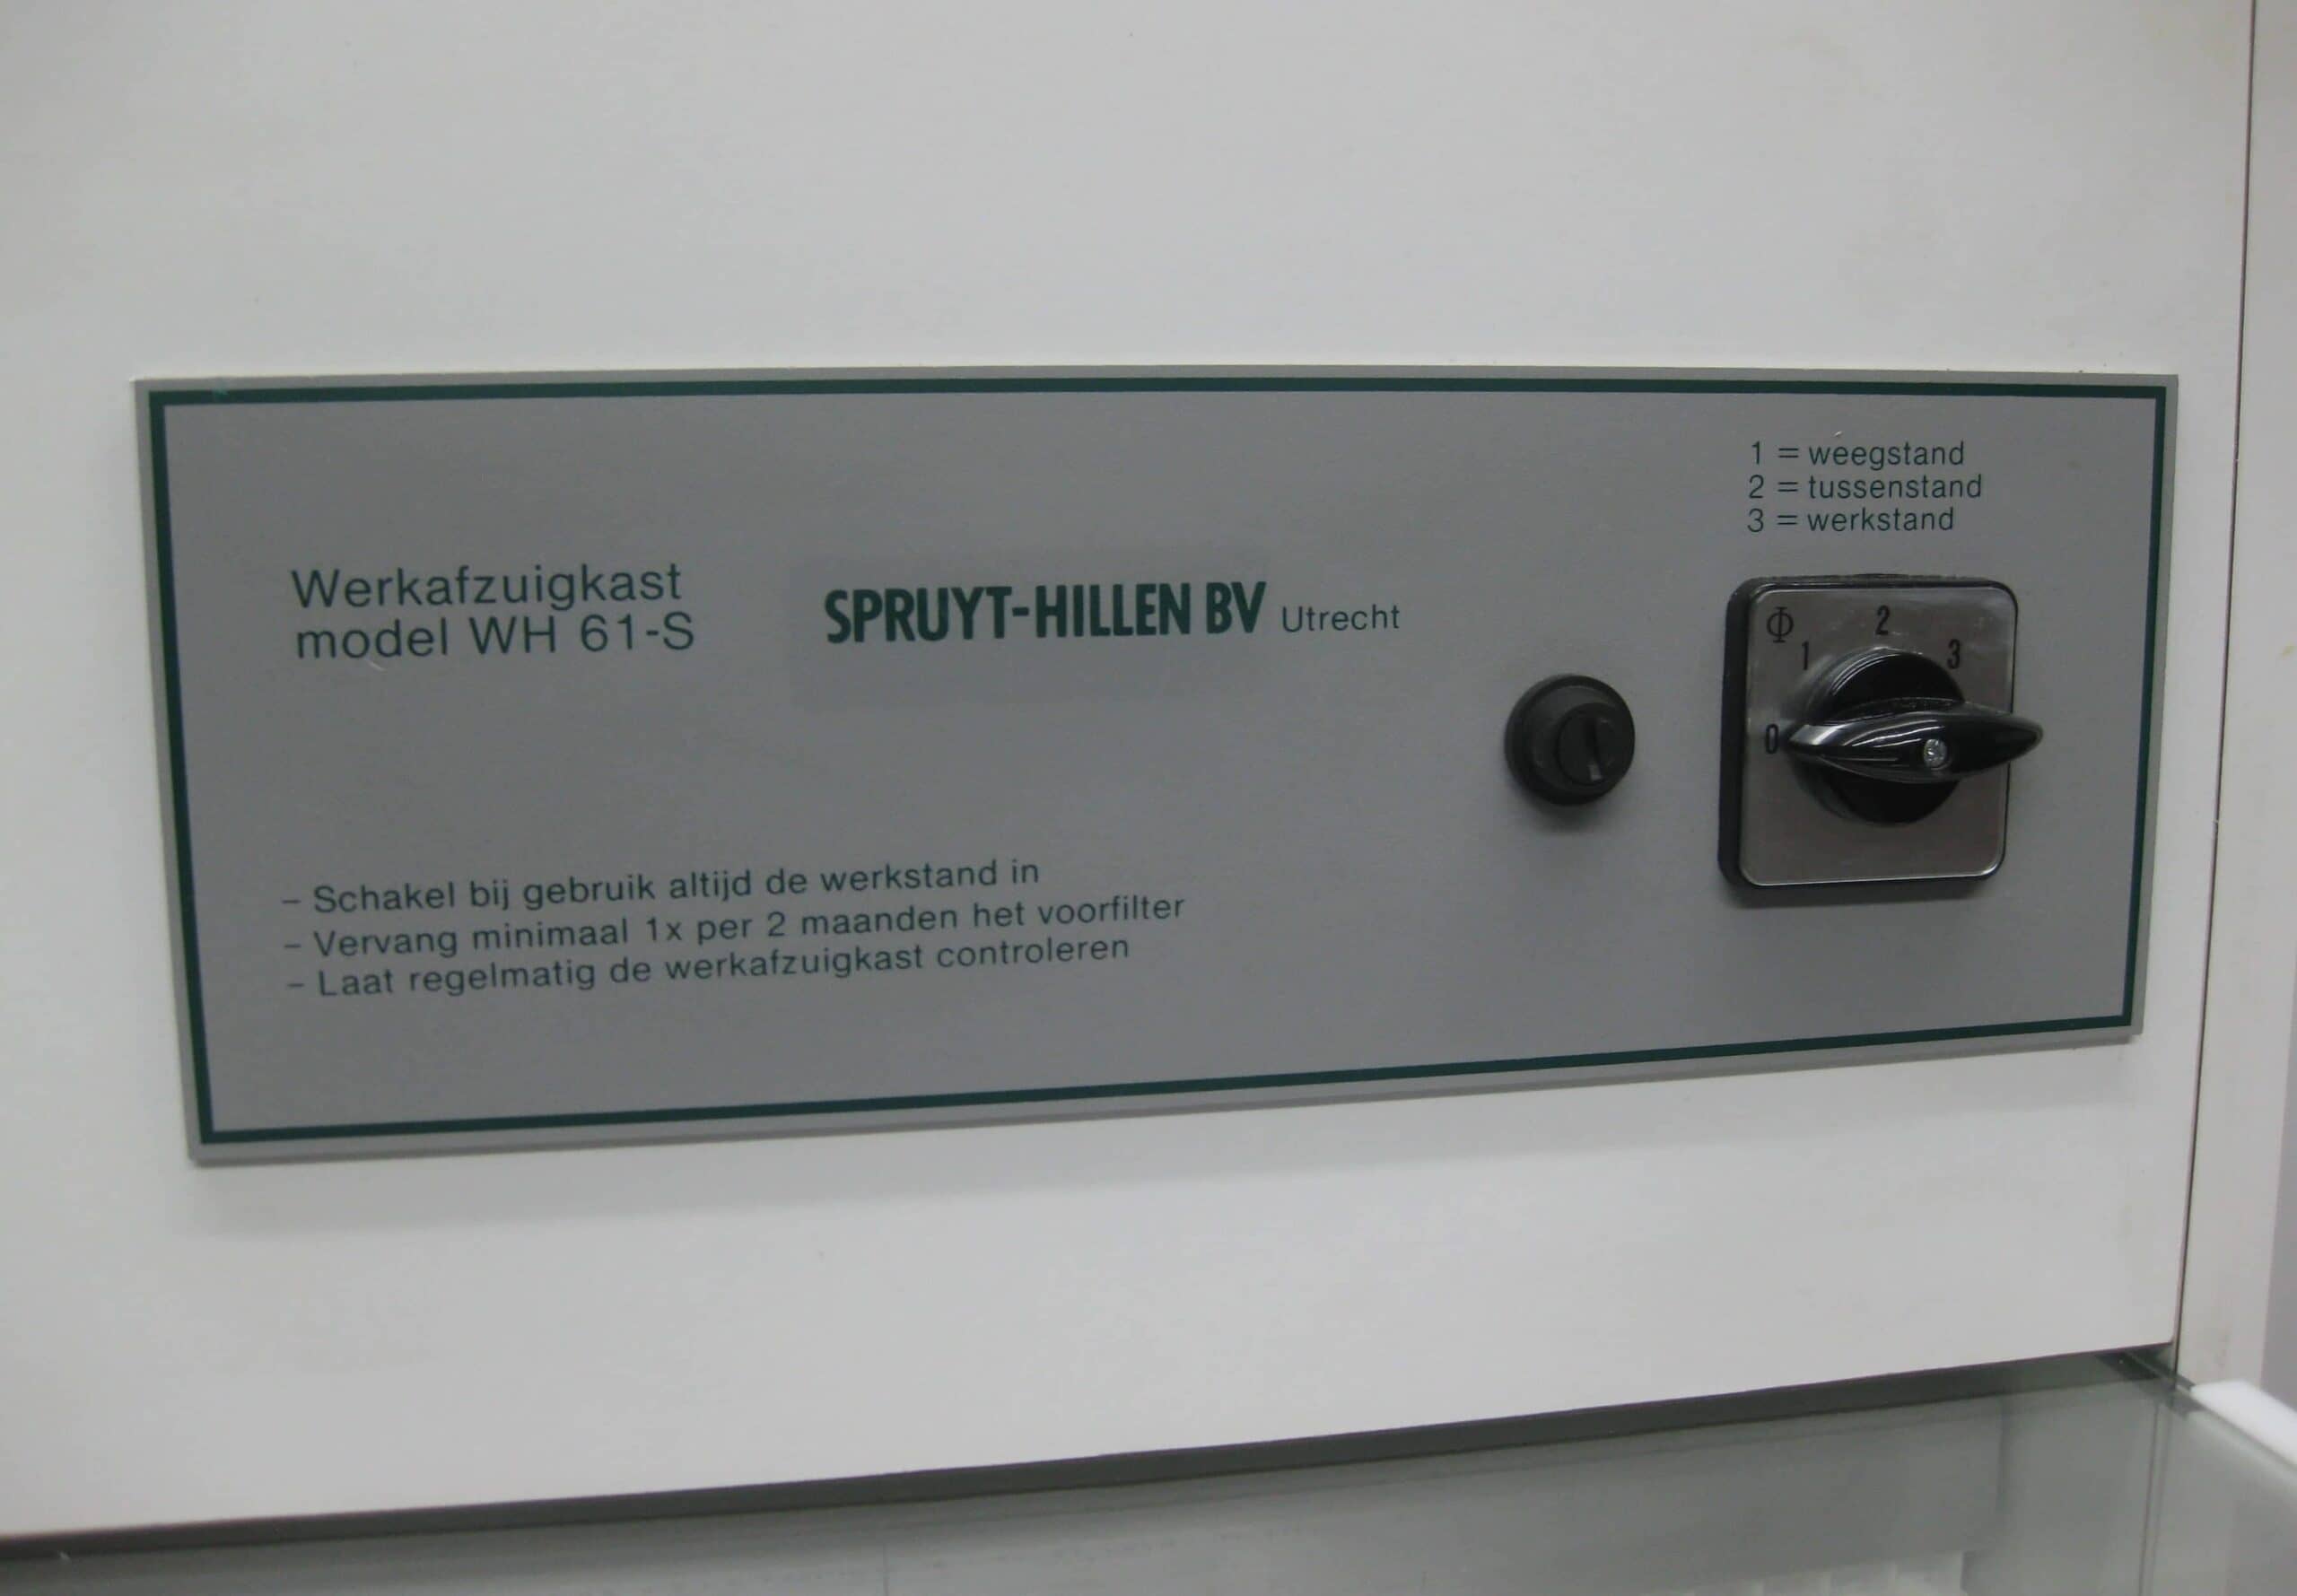 Werkafzuigkast
model WH 61-S
SPRUYT-HILLEN BV Utrecht
1 = weegstand
2 = tussenstand
3 = werkstand
Φ
0
1
2
3
– Schakel bij gebruik altijd de werkstand in
– Vervang minimaal 1x per 2 maanden het voorfilter
– Laat regelmatig de werkafzuigkast controleren